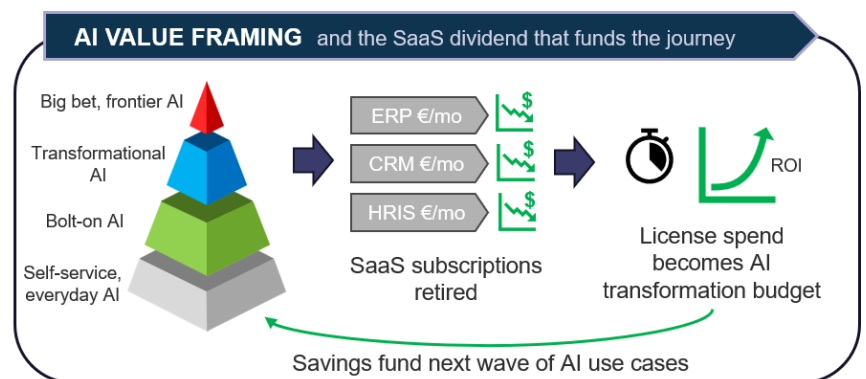 AI VALUE FRAMING and the SaaS dividend that funds the journey
Big bet, frontier AI
Transformational
AI
Bolt-on AI
Self-service,
everyday AI
ERP €/mo
$
CRM €/mo
$
HRIS €/mo
$
SaaS subscriptions
retired
ROI
License spend
becomes AI
transformation budget
Savings fund next wave of AI use cases